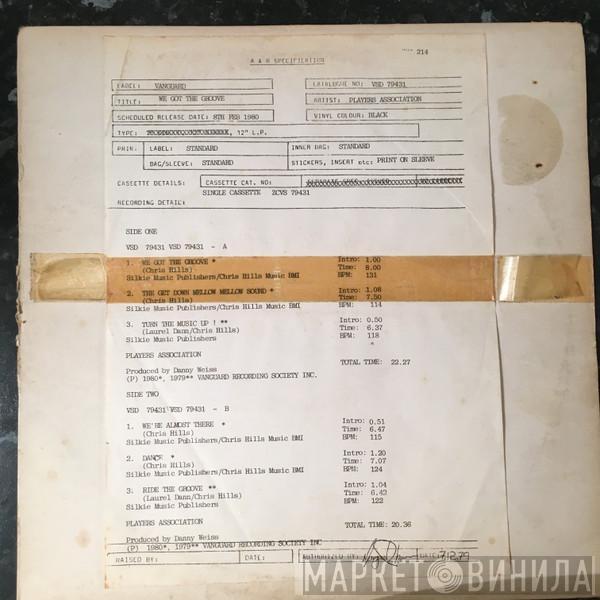 214
A & R SPECIFICATION
LABEL: VANGUARD
CATALOGUE NO: VSD 79431
TITLE: WE GOT THE GROOVE
ARTIST: PLAYERS ASSOCIATION
SCHEDULED RELEASE DATE: 8TH FEB 1980
VINYL COLOUR: BLACK
TYPE: 12" L.P.
PRIM. LABEL: STANDARD
INNER BAG: STANDARD
BAG/SLEEVE: STANDARD
STICKERS, INSERT etc: PRINT ON SLEEVE
CASSETTE DETAILS: CASSETTE CAT. NO:
SINGLE CASSETTE ZCVS 79431
RECORDING DETAIL:
SIDE ONE
VSD 79431 VSD 79431 - A
1. WE GOT THE GROOVE * Intro: 1.00
(Chris Hills) Time: 8.00
Silkie Music Publishers/Chris Hills Music BMI BPM: 131
2. THE GET DOWN MELLOW MELLOW SOUND * Intro: 1.08
(Chris Hills) Time: 7.50
Silkie Music Publishers/Chris Hills Music BMI BPM: 114
3. TURN THE MUSIC UP ! ** Intro: 0.50
(Laurel Dann/Chris Hills) Time: 6.37
Silkie Music Publishers BPM: 118
PLAYERS ASSOCIATION TOTAL TIME: 22.27
Produced by Danny Weiss
(P) 1980*, 1979** VANGUARD RECORDING SOCIETY INC.
SIDE TWO
VSD 79431 VSD 79431 - B
1. WE'RE ALMOST THERE * Intro: 0.51
(Chris Hills) Time: 6.47
Silkie Music Publishers/Chris Hills Music BMI BPM: 115
2. DANCE * Intro: 1.20
(Chris Hills) Time: 7.07
Silkie Music Publishers/Chris Hills Music BMI BPM: 124
3. RIDE THE GROOVE ** Intro: 1.04
(Laurel Dann/Chris Hills) Time: 6.42
Silkie Music Publishers BPM: 122
PLAYERS ASSOCIATION TOTAL TIME: 20.36
Produced by Danny Weiss
(P) 1980*, 1979** VANGUARD RECORDING SOCIETY INC
RAISED BY: DATE: AUTHORIZED BY: DATE: 17.12.79
МАРКЕТ ВИНИЛА